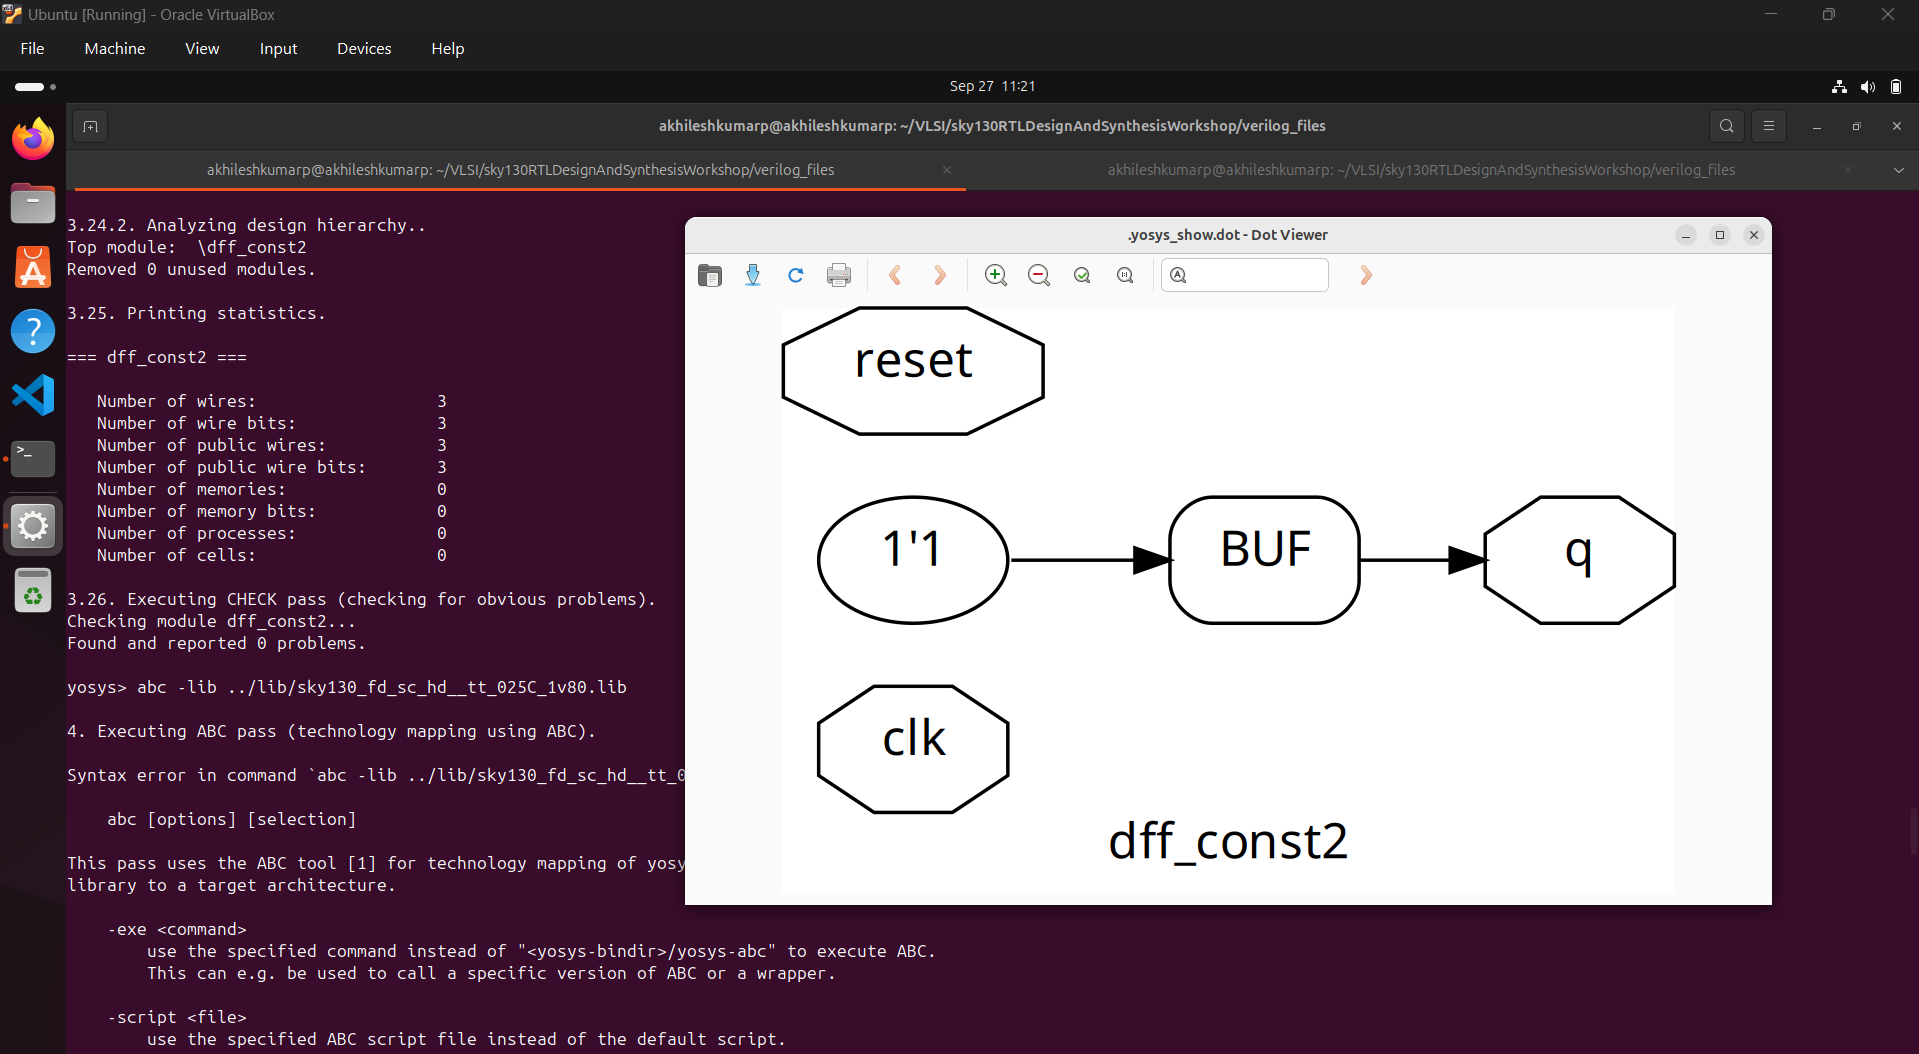 Ubuntu [Running] - Oracle VirtualBox
File Machine View Input Devices Help
Sep 27 11:21
akhileshkumarp@akhileshkumarp: ~/VLSI/sky130RTLDesignAndSynthesisWorkshop/verilog_files
akhileshkumarp@akhileshkumarp: ~/VLSI/sky130RTLDesignAndSynthesisWorkshop/verilog_files
akhileshkumarp@akhileshkumarp: ~/VLSI/sky130RTLDesignAndSynthesisWorkshop/verilog_files
3.24.2. Analyzing design hierarchy..
Top module:  \dff_const2
Removed 0 unused modules.
3.25. Printing statistics.
=== dff_const2 ===
Number of wires: 3
Number of wire bits: 3
Number of public wires: 3
Number of public wire bits: 3
Number of memories: 0
Number of memory bits: 0
Number of processes: 0
Number of cells: 0
3.26. Executing CHECK pass (checking for obvious problems).
Checking module dff_const2...
Found and reported 0 problems.
yosys> abc -lib ../lib/sky130_fd_sc_hd__tt_025C_1v80.lib
4. Executing ABC pass (technology mapping using ABC).
Syntax error in command `abc -lib ../lib/sky130_fd_sc_hd__tt_0
abc [options] [selection]
This pass uses the ABC tool [1] for technology mapping of yosy
library to a target architecture.
-exe <command>
use the specified command instead of "<yosys-bindir>/yosys-abc" to execute ABC.
This can e.g. be used to call a specific version of ABC or a wrapper.
-script <file>
use the specified ABC script file instead of the default script.
.yosys_show.dot - Dot Viewer
reset
1'1
BUF
q
clk
dff_const2